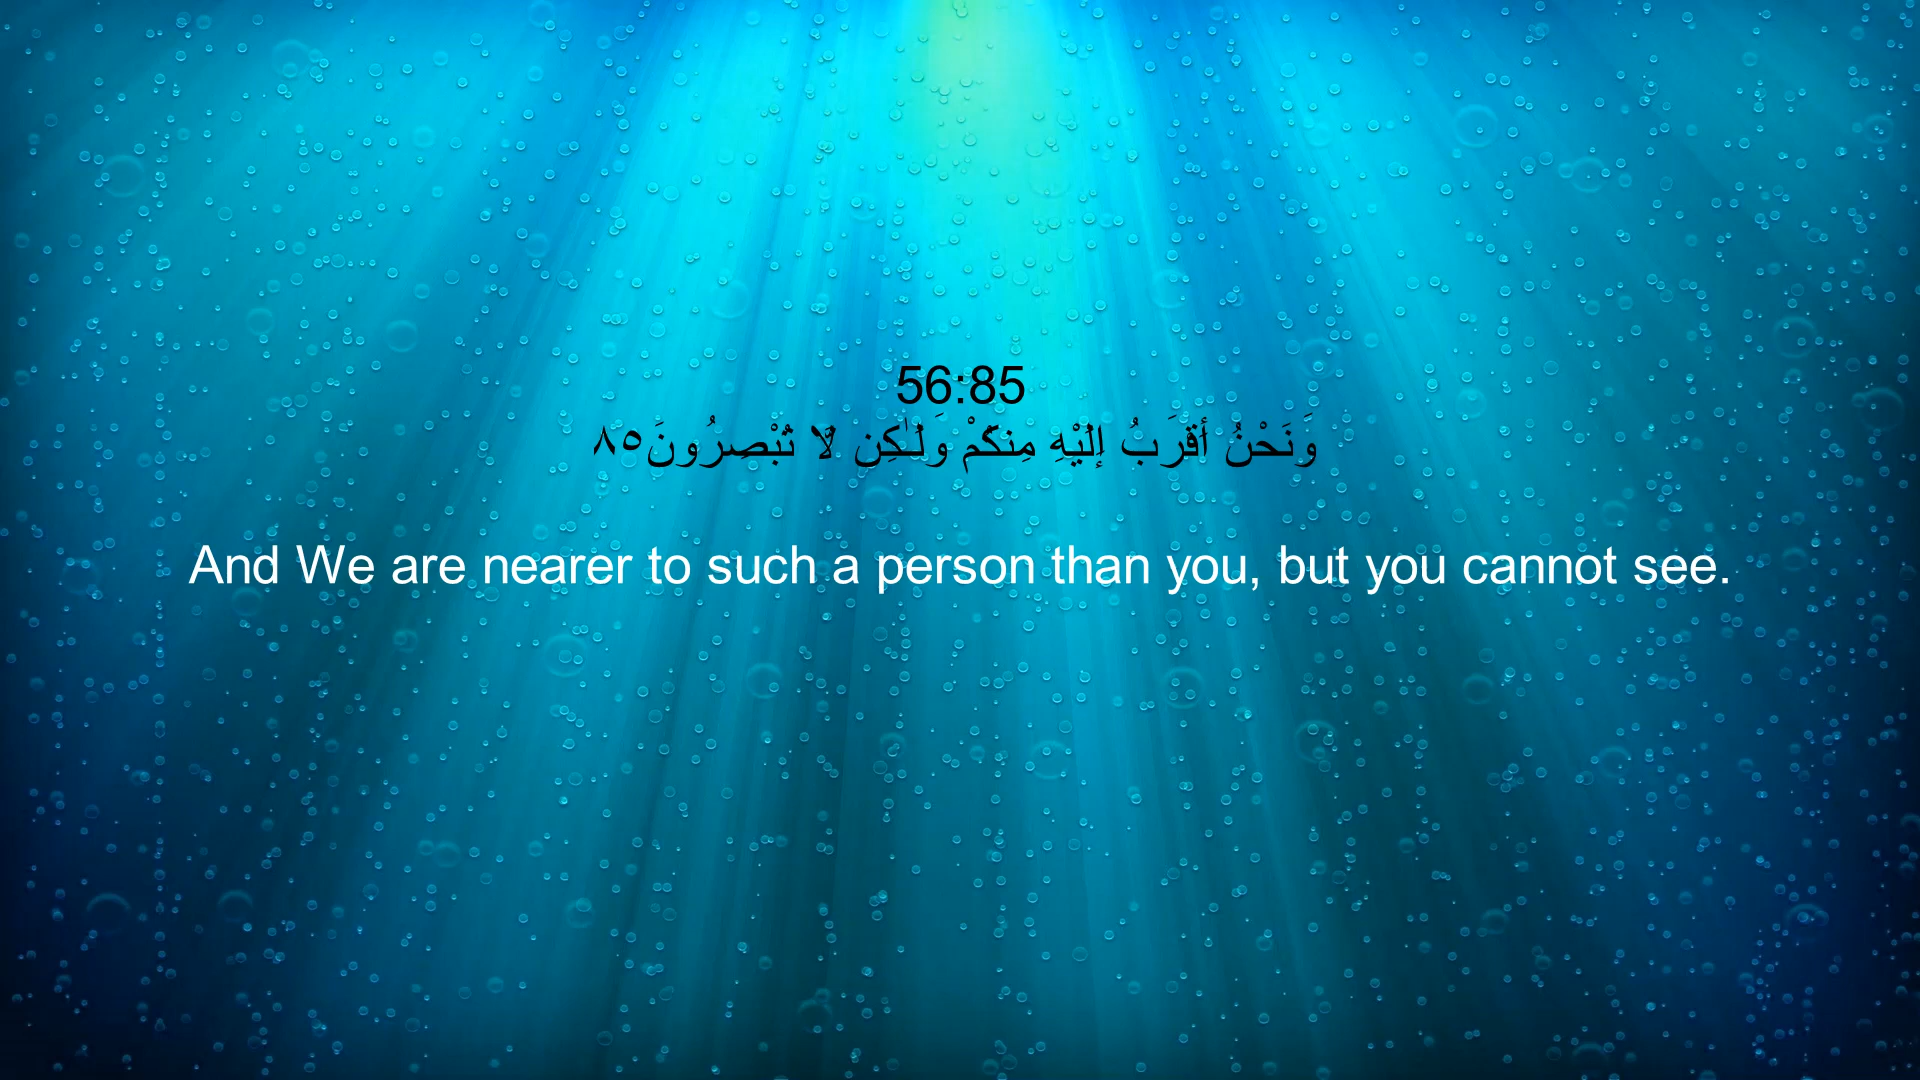 56:85
وَنَحْنُ أَقْرَبُ إِلَيْهِ مِنكُمْ وَلَـٰكِن لَّا تُبْصِرُونَ٨٥
And We are nearer to such a person than you, but you cannot see.